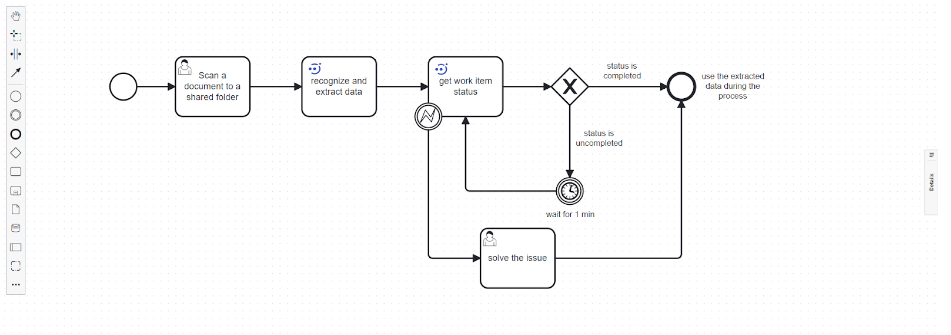 Scan a
document to a
shared folder
recognize and
extract data
get work item
status
status is
completed
use the extracted
data during the
process
status is
uncompleted
wait for 1 min
solve the issue
Details